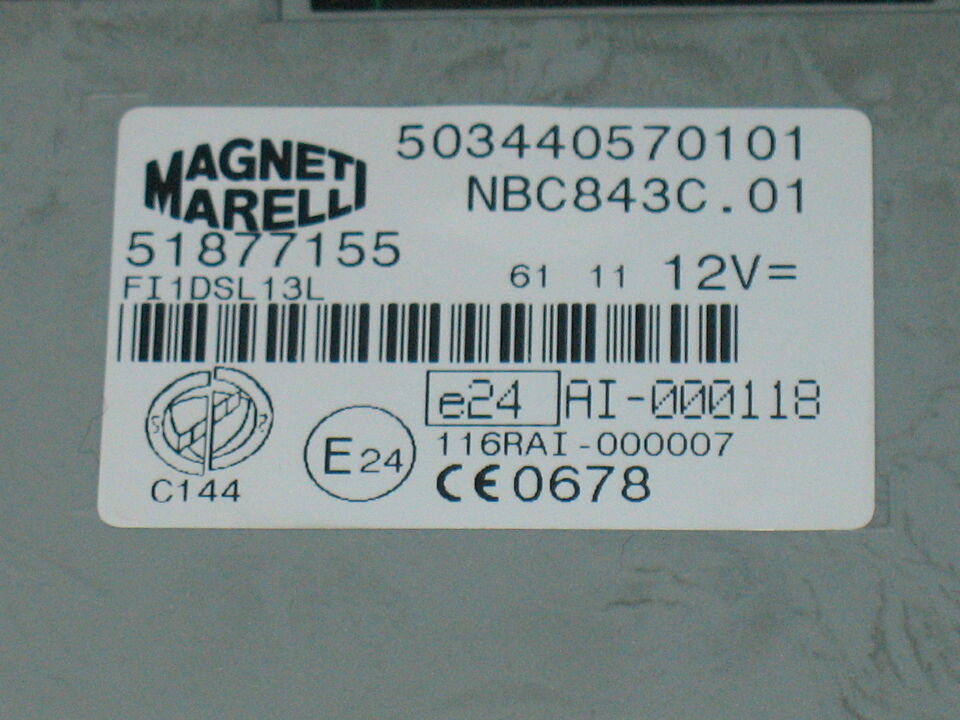 MAGNETI
MARELLI
503440570101
NBC843C.01
51877155
FI1DSL13L
61 11 12V=
e24 AI-000118
116RAI-000007
E24
C144
CE0678